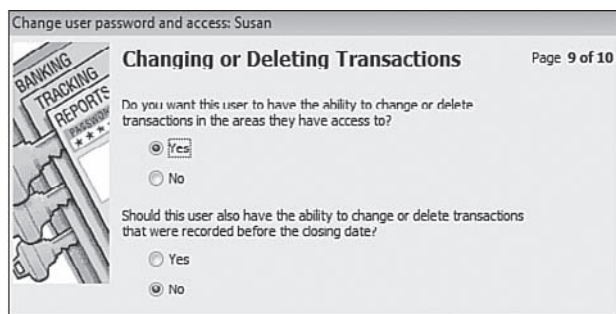 Change user password and access: Susan
BANKING
TRACKING
REPORTS
PASSWORD
Changing or Deleting Transactions
Page 9 of 10
Do you want this user to have the ability to change or delete
transactions in the areas they have access to?
Yes
No
Should this user also have the ability to change or delete transactions
that were recorded before the closing date?
Yes
No